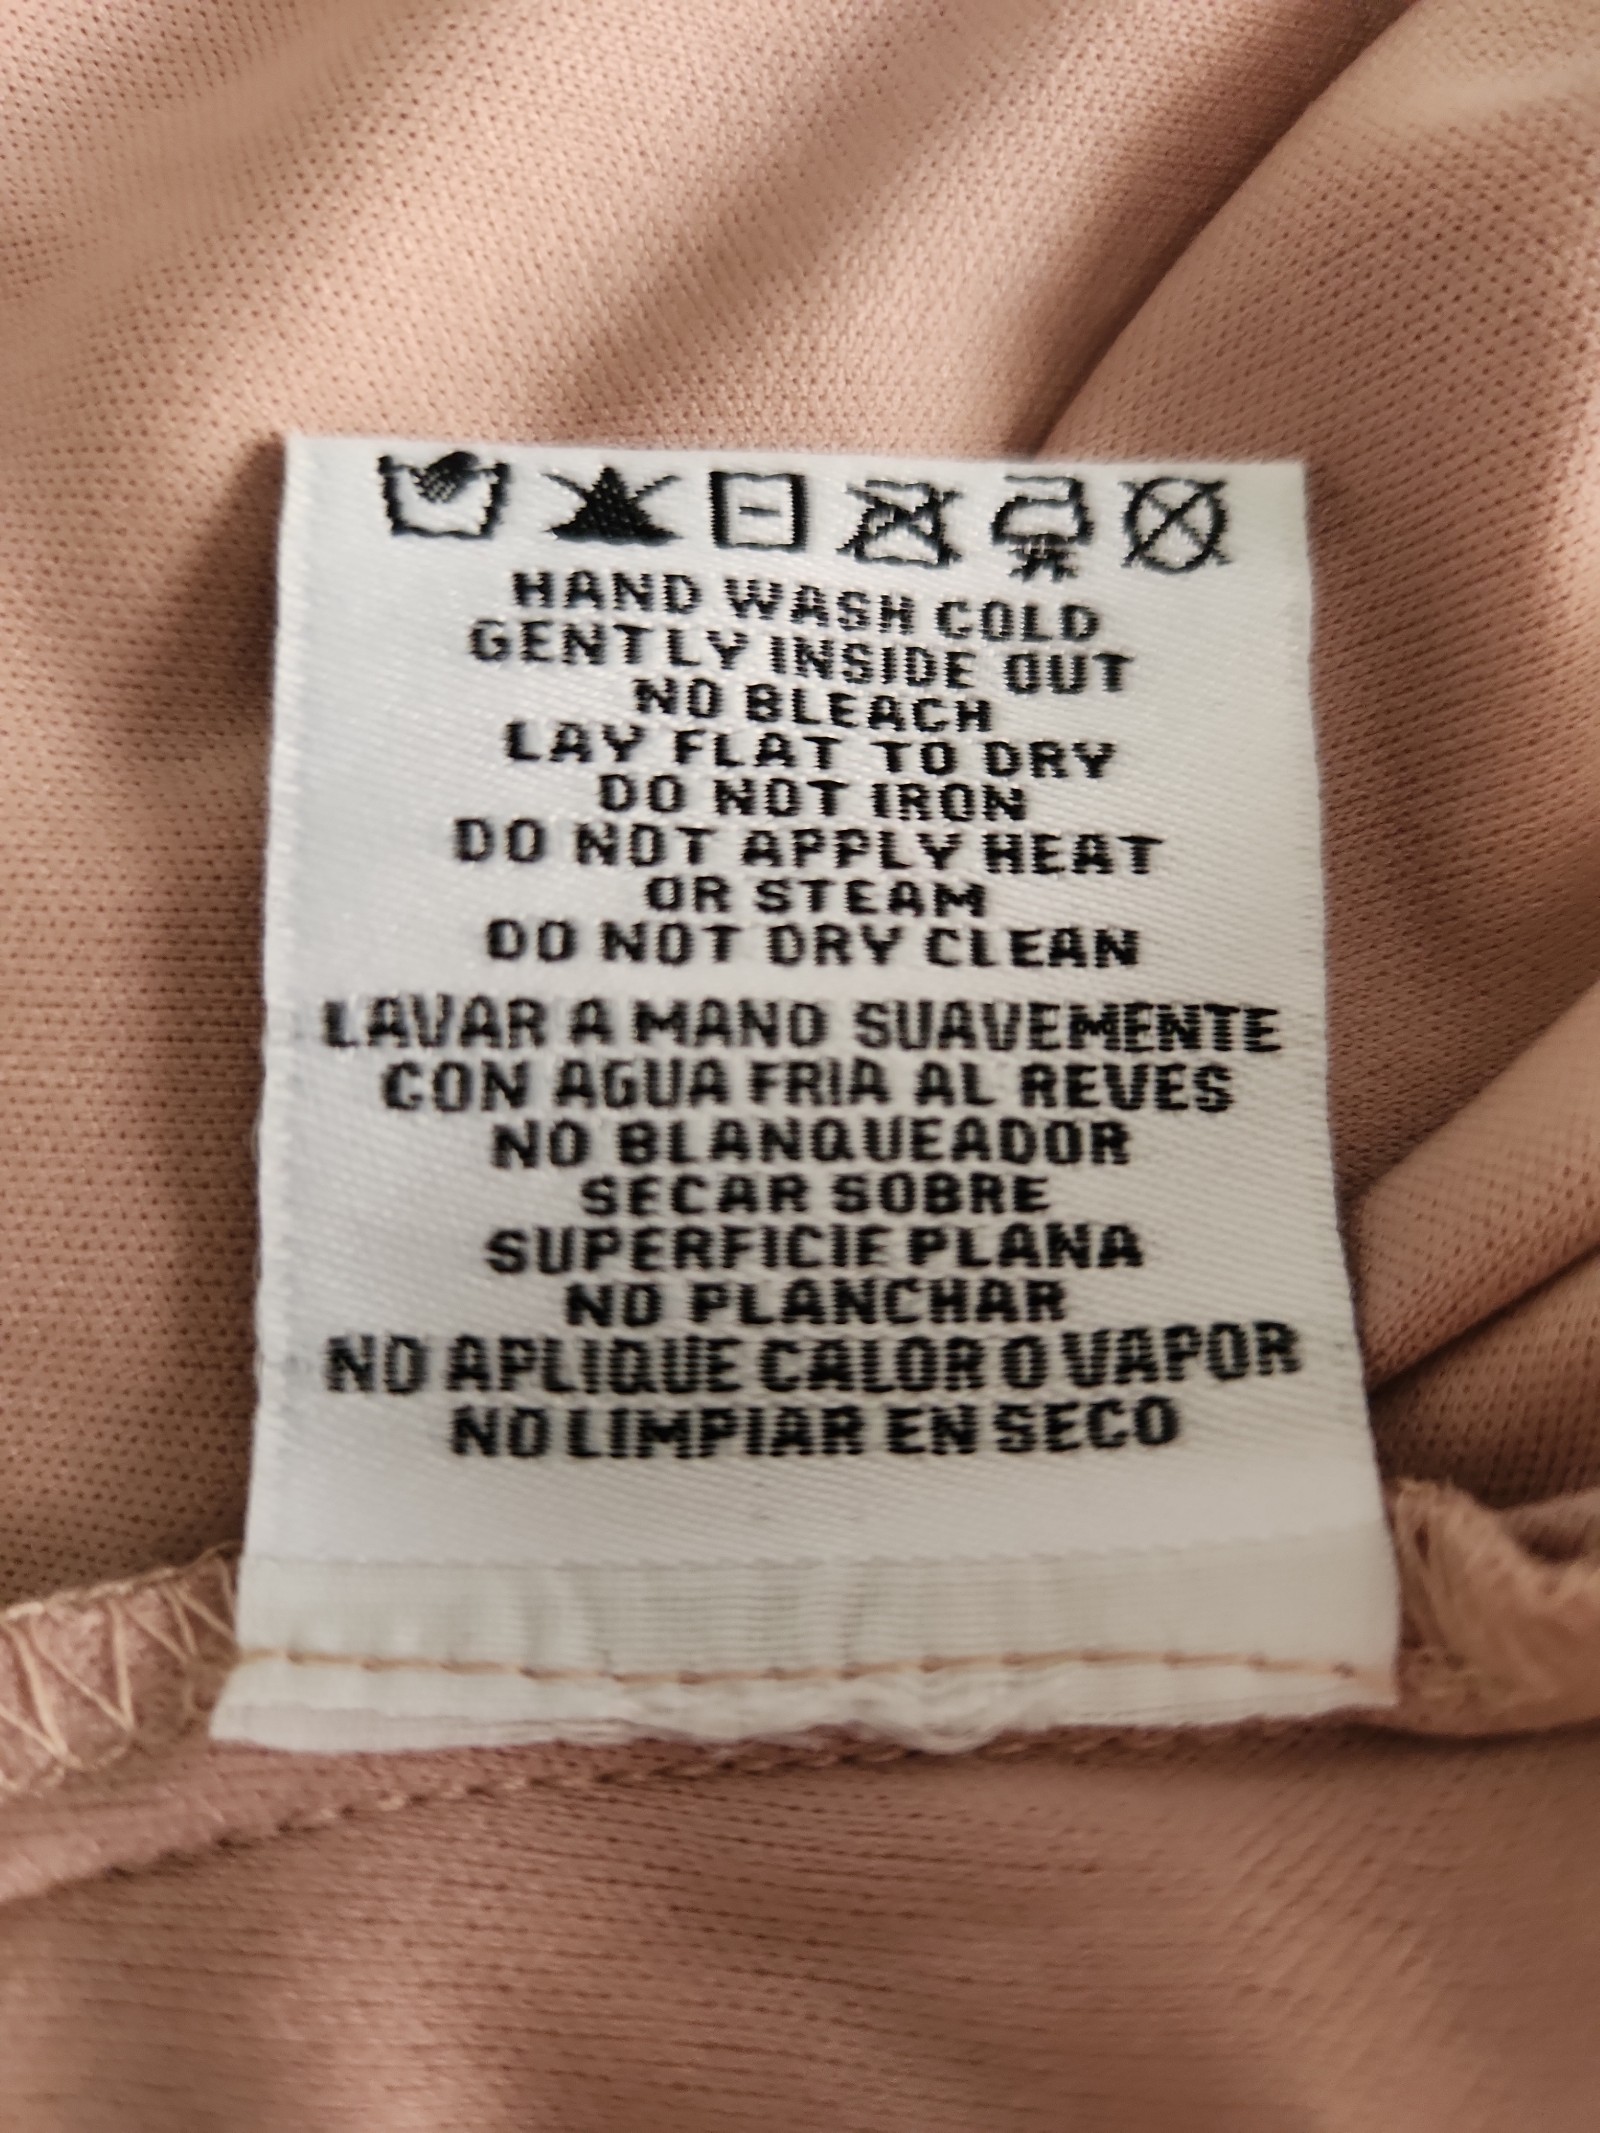 HAND WASH COLD
GENTLY INSIDE OUT
NO BLEACH
LAY FLAT TO DRY
DO NOT IRON
DO NOT APPLY HEAT
OR STEAM
DO NOT DRY CLEAN
LAVAR A MANO SUAVEMENTE
CON AGUA FRIA AL REVES
NO BLANQUEADOR
SECAR SOBRE
SUPERFICIE PLANA
NO PLANCHAR
NO APLIQUE CALOR O VAPOR
NO LIMPIAR EN SECO